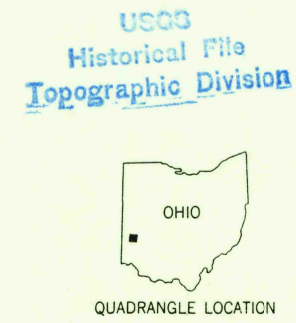 USGS
Historical File
Topographic Division
OHIO
QUADRANGLE LOCATION